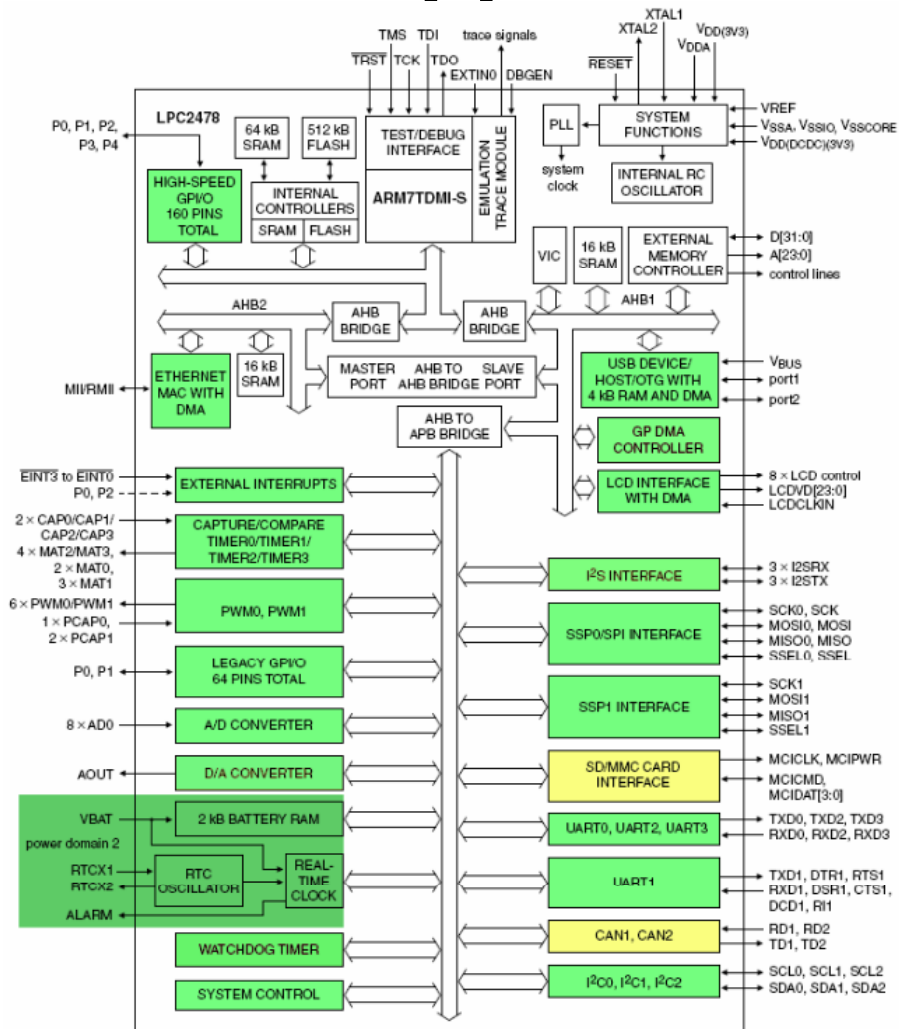 XTAL1
XTAL2
VDD(3V3)
VDDA
RESET
TMS TDI
trace signals
TRST TCK TDO
EXTIN0 DBGEN
LPC2478
P0, P1, P2,
P3, P4
64 kB
SRAM
512 kB
FLASH
TEST/DEBUG
INTERFACE
EMULATION
TRACE MODULE
PLL
SYSTEM
FUNCTIONS
VREF
VSSA, VSSIO, VSSCORE
VDD(DCDC)(3V3)
HIGH-SPEED
GPI/O
160 PINS
TOTAL
INTERNAL
CONTROLLERS
SRAM FLASH
ARM7TDMI-S
system
clock
INTERNAL RC
OSCILLATOR
VIC
16 kB
SRAM
EXTERNAL
MEMORY
CONTROLLER
D[31:0]
A[23:0]
control lines
AHB2
AHB
BRIDGE
AHB
BRIDGE
AHB1
MII/RMII
ETHERNET
MAC WITH
DMA
16 kB
SRAM
MASTER
PORT
AHB TO
AHB BRIDGE
SLAVE
PORT
USB DEVICE/
HOST/OTG WITH
4 kB RAM AND DMA
VBUS
port1
port2
AHB TO
APB BRIDGE
GP DMA
CONTROLLER
LCD INTERFACE
WITH DMA
8 × LCD control
LCDVD[23:0]
LCDCLKIN
EINT3 to EINT0
P0, P2
EXTERNAL INTERRUPTS
2 × CAP0/CAP1/
CAP2/CAP3
4 × MAT2/MAT3,
2 × MAT0,
3 × MAT1
CAPTURE/COMPARE
TIMER0/TIMER1/
TIMER2/TIMER3
6 × PWM0/PWM1
1 × PCAP0,
2 × PCAP1
PWM0, PWM1
P0, P1
LEGACY GPI/O
64 PINS TOTAL
8 × AD0
A/D CONVERTER
AOUT
D/A CONVERTER
VBAT
power domain 2
2 kB BATTERY RAM
RTCX1
RTCX2
RTC
OSCILLATOR
REAL-
TIME
CLOCK
ALARM
WATCHDOG TIMER
SYSTEM CONTROL
I2S INTERFACE
3 × I2SRX
3 × I2STX
SSP0/SPI INTERFACE
SCK0, SCK
MOSI0, MOSI
MISO0, MISO
SSEL0, SSEL
SSP1 INTERFACE
SCK1
MOSI1
MISO1
SSEL1
SD/MMC CARD
INTERFACE
MCICLK, MCIPWR
MCICMD,
MCIDAT[3:0]
UART0, UART2, UART3
TXD0, TXD2, TXD3
RXD0, RXD2, RXD3
UART1
TXD1, DTR1, RTS1
RXD1, DSR1, CTS1,
DCD1, RI1
CAN1, CAN2
RD1, RD2
TD1, TD2
I2C0, I2C1, I2C2
SCL0, SCL1, SCL2
SDA0, SDA1, SDA2